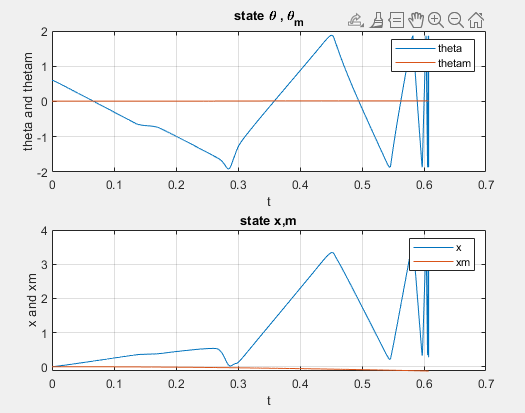 state θ , θm
2
1
0
-1
-2
theta and thetam
theta
thetam
0 0.1 0.2 0.3 0.4 0.5 0.6 0.7
t
state x,m
4
3
2
1
0
x and xm
x
xm
0 0.1 0.2 0.3 0.4 0.5 0.6 0.7
t